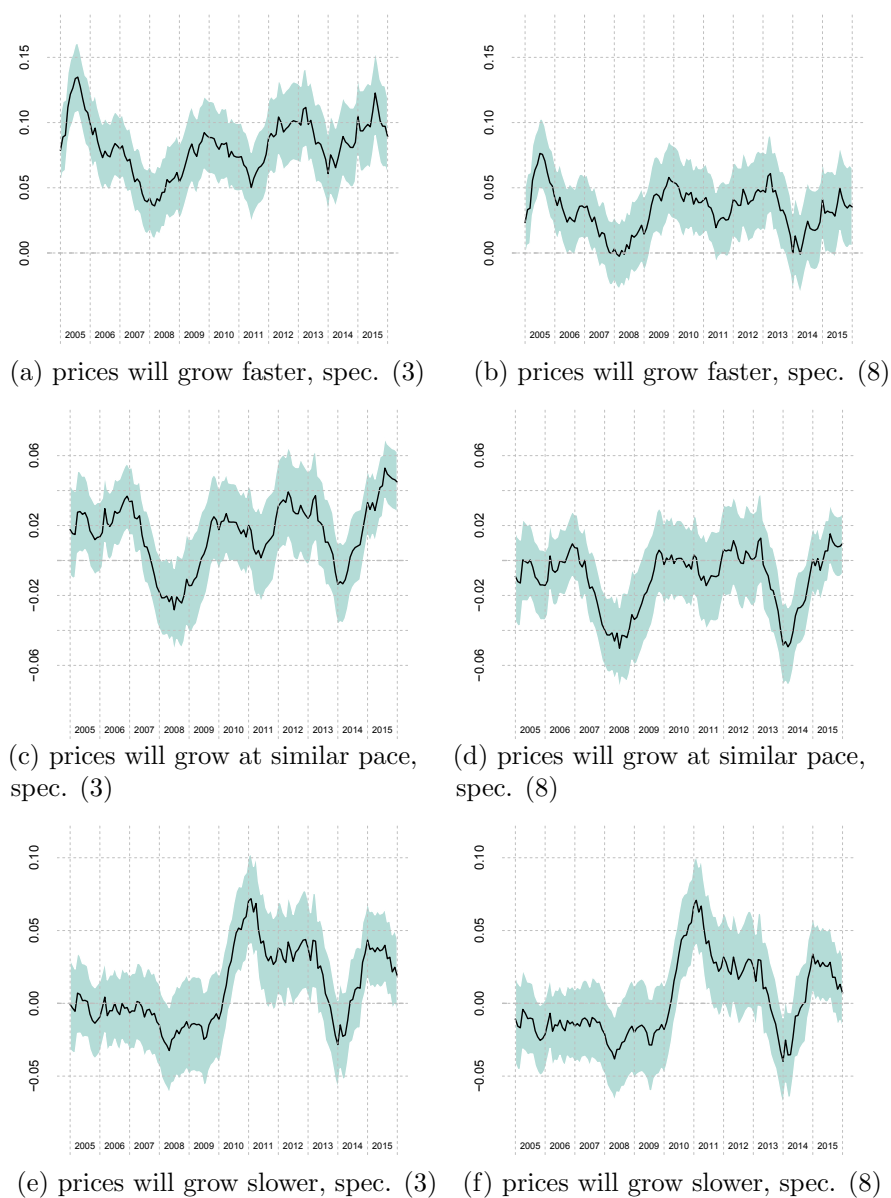 0.15
0.10
0.05
0.00
2005 2006 2007 2008 2009 2010 2011 2012 2013 2014 2015
(a) prices will grow faster, spec. (3)
0.15
0.10
0.05
0.00
2005 2006 2007 2008 2009 2010 2011 2012 2013 2014 2015
(b) prices will grow faster, spec. (8)
0.06
0.02
−0.02
−0.06
2005 2006 2007 2008 2009 2010 2011 2012 2013 2014 2015
(c) prices will grow at similar pace,
spec. (3)
0.06
0.02
−0.02
−0.06
2005 2006 2007 2008 2009 2010 2011 2012 2013 2014 2015
(d) prices will grow at similar pace,
spec. (8)
0.10
0.05
0.00
−0.05
2005 2006 2007 2008 2009 2010 2011 2012 2013 2014 2015
(e) prices will grow slower, spec. (3)
0.10
0.05
0.00
−0.05
2005 2006 2007 2008 2009 2010 2011 2012 2013 2014 2015
(f) prices will grow slower, spec. (8)